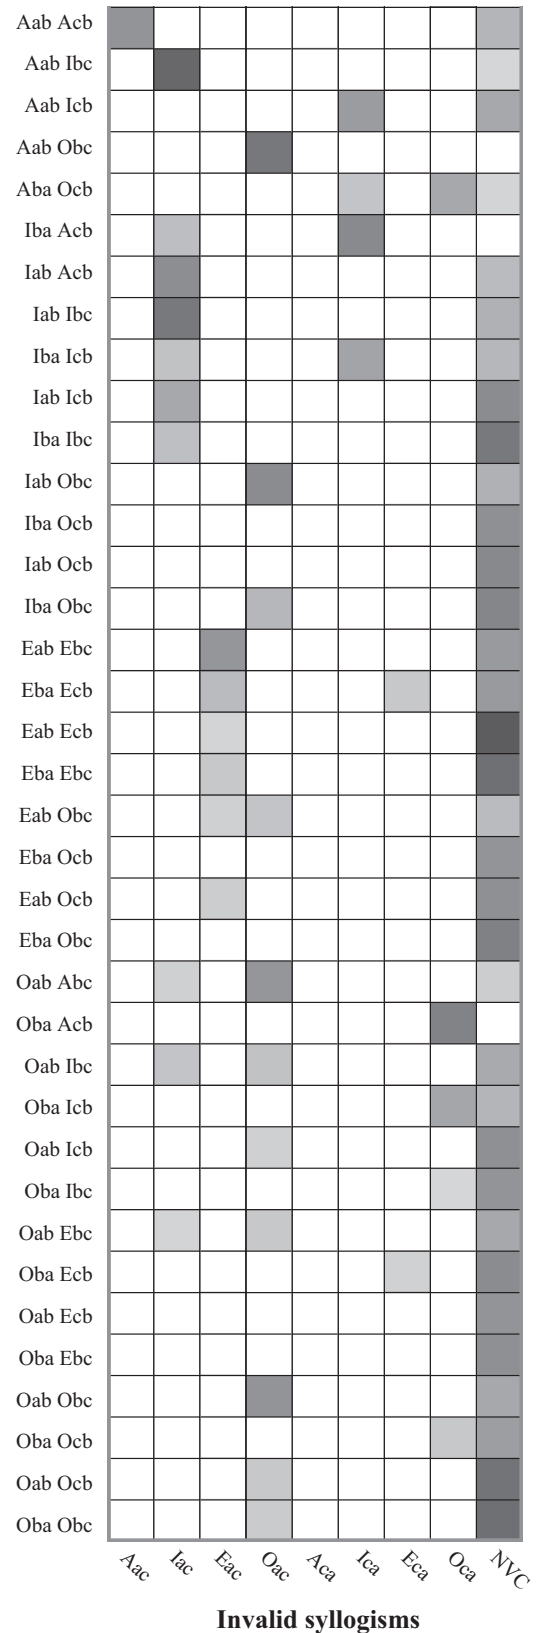 Aab Acb
Aab Ibc
Aab Icb
Aab Obc
Aba Ocb
Iba Acb
Iab Acb
Iab Ibc
Iba Icb
Iab Icb
Iba Ibc
Iab Obc
Iba Ocb
Iab Ocb
Iba Obc
Eab Ebc
Eba Ecb
Eab Ecb
Eba Ebc
Eab Obc
Eba Ocb
Eab Ocb
Eba Obc
Oab Abc
Oba Acb
Oab Ibc
Oba Icb
Oab Icb
Oba Ibc
Oab Ebc
Oba Ecb
Oab Ecb
Oba Ebc
Oab Obc
Oba Ocb
Oab Ocb
Oba Obc
Aac Iac Eac Oac Aca Ica Eca Oca NVC
Invalid syllogisms